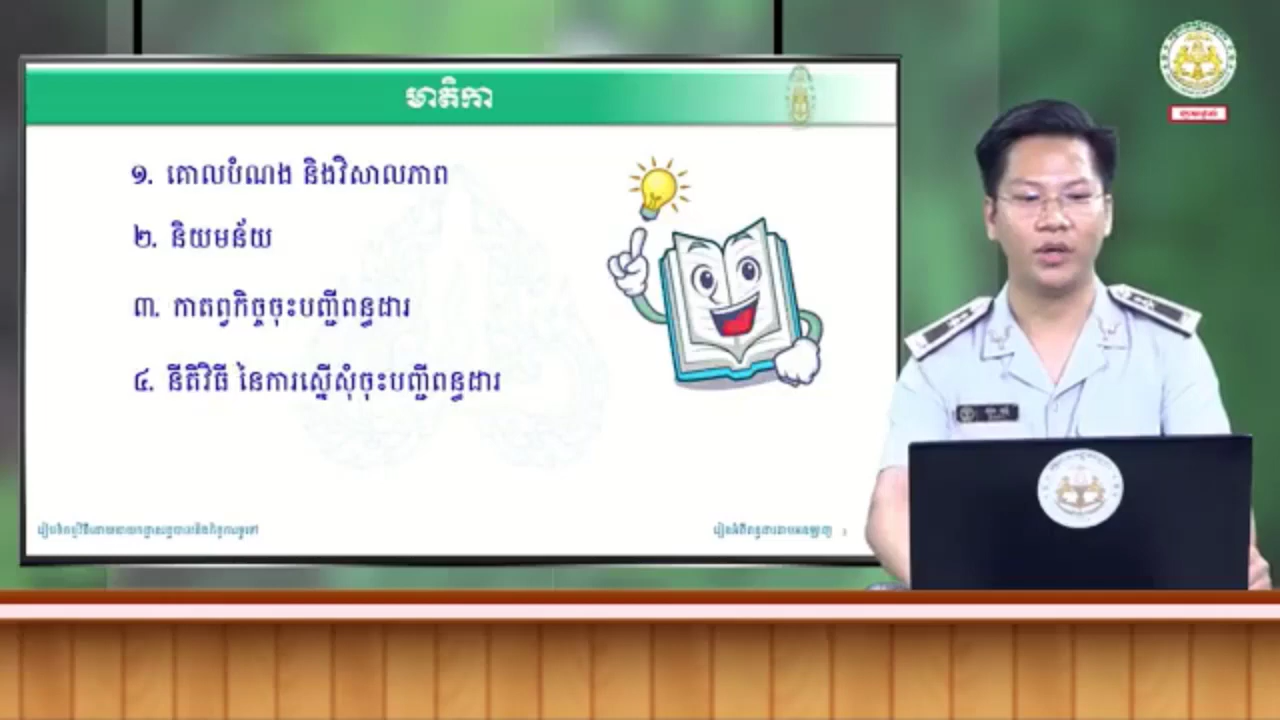 មាតិកា
១. គោលបំណង និងវិសាលភាព
២. និយមន័យ
៣. កាតព្វកិច្ចចុះបញ្ជីពន្ធដារ
៤. នីតិវិធី នៃការស្នើសុំចុះបញ្ជីពន្ធដារ